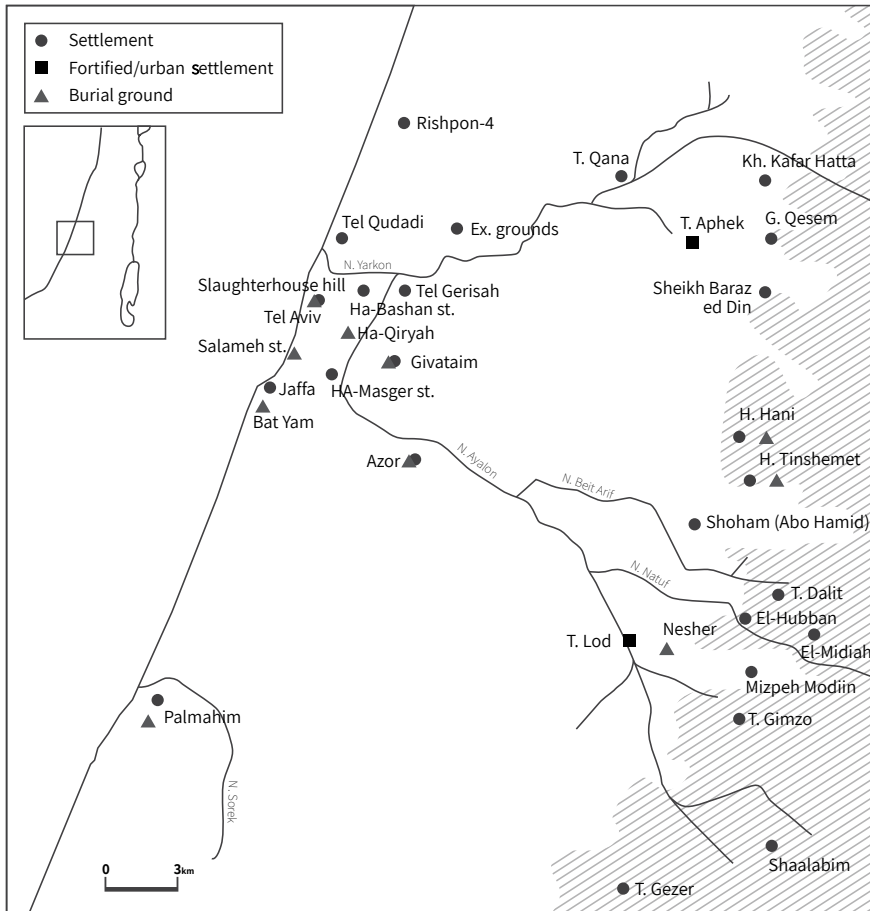 Settlement
Fortified/urban settlement
Burial ground
Rishpon-4
T. Qana
Kh. Kafar Hatta
Tel Qudadi
Ex. grounds
T. Aphek
G. Qesem
N. Yarkon
Slaughterhouse hill
Tel Gerisah
Sheikh Baraz
ed Din
Ha-Bashan st.
Tel Aviv
Ha-Qiryah
Salameh st.
Givataim
Jaffa
HA-Masger st.
Bat Yam
H. Hani
Azor
N. Ayalon
H. Tinshemet
N. Beit Arif
Shoham (Abo Hamid)
N. Natuf
T. Dalit
El-Hubban
T. Lod
Nesher
El-Midiah
Mizpeh Modiin
Palmahim
T. Gimzo
N. Sorek
0 3km
Shaalabim
T. Gezer